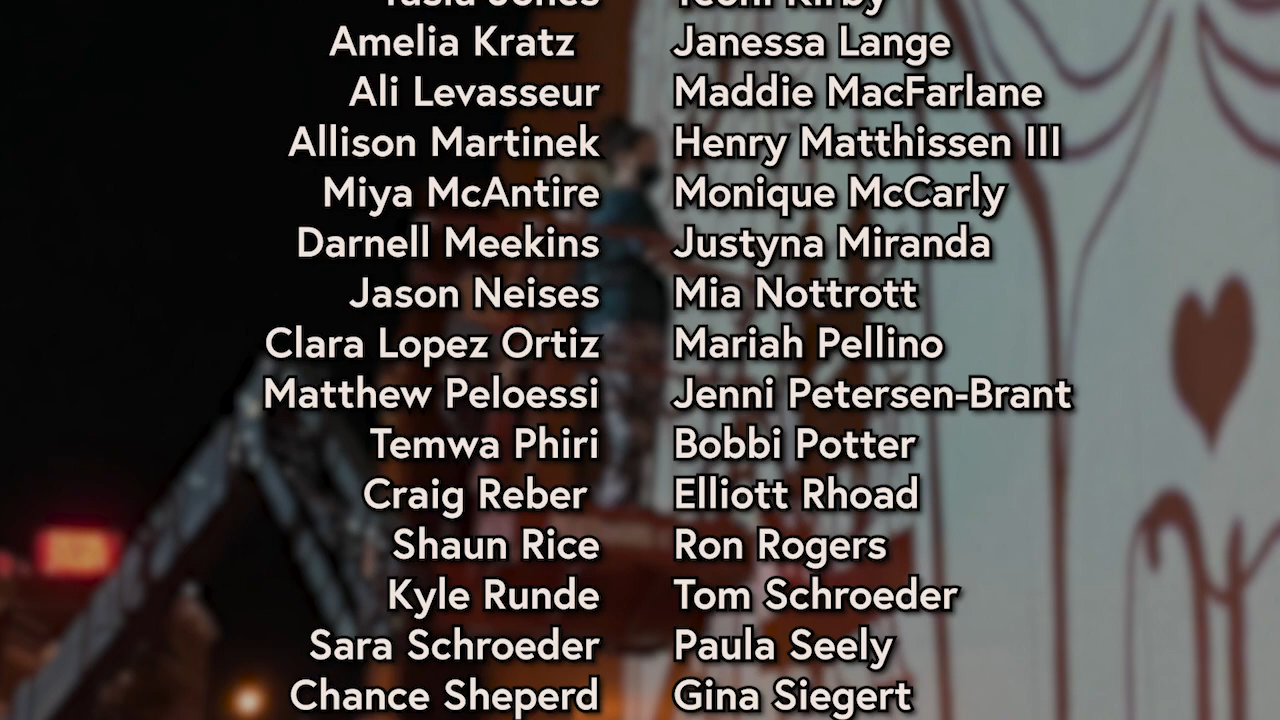 Amelia Kratz Janessa Lange
Ali Levasseur Maddie MacFarlane
Allison Martinek Henry Matthissen III
Miya McAntire Monique McCarly
Darnell Meekins Justyna Miranda
Jason Neises Mia Nottrott
Clara Lopez Ortiz Mariah Pellino
Matthew Peloessi Jenni Petersen-Brant
Temwa Phiri Bobbi Potter
Craig Reber Elliott Rhoad
Shaun Rice Ron Rogers
Kyle Runde Tom Schroeder
Sara Schroeder Paula Seely
Chance Sheperd Gina Siegert